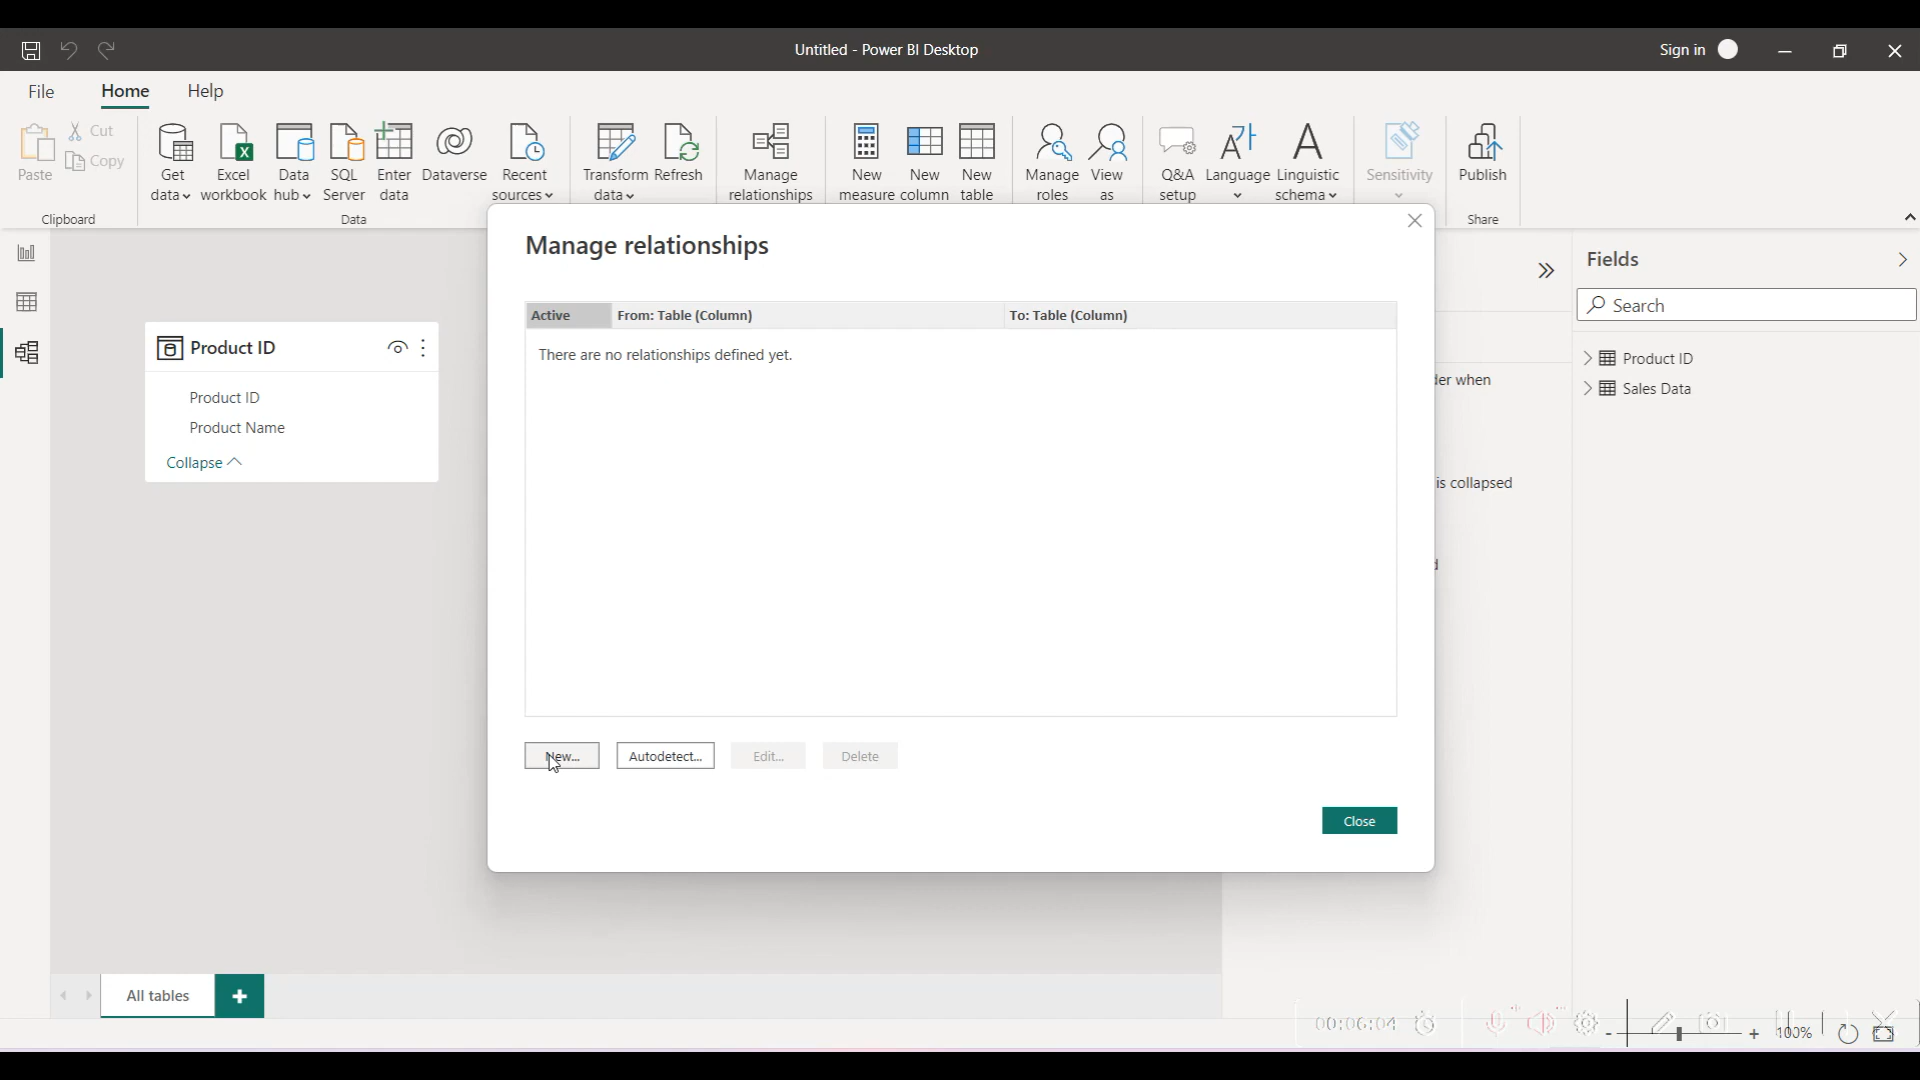 Untitled - Power BI Desktop
Sign in
File Home Help
Paste
Cut
Copy
Get data
Excel workbook
Data hub
SQL Server
Enter data
Dataverse
Recent sources
Transform data
Refresh
Manage relationships
New measure
New column
New table
Manage roles
View as
Q&A setup
Language
Linguistic schema
Sensitivity
Publish
Clipboard
Data
Share
Manage relationships
Active From: Table (Column) To: Table (Column)
There are no relationships defined yet.
New... Autodetect... Edit... Delete
Close
Product ID
Product ID
Product Name
Collapse
der when
is collapsed
d
Fields
Search
Product ID
Sales Data
All tables
00:06:04
- + 100%